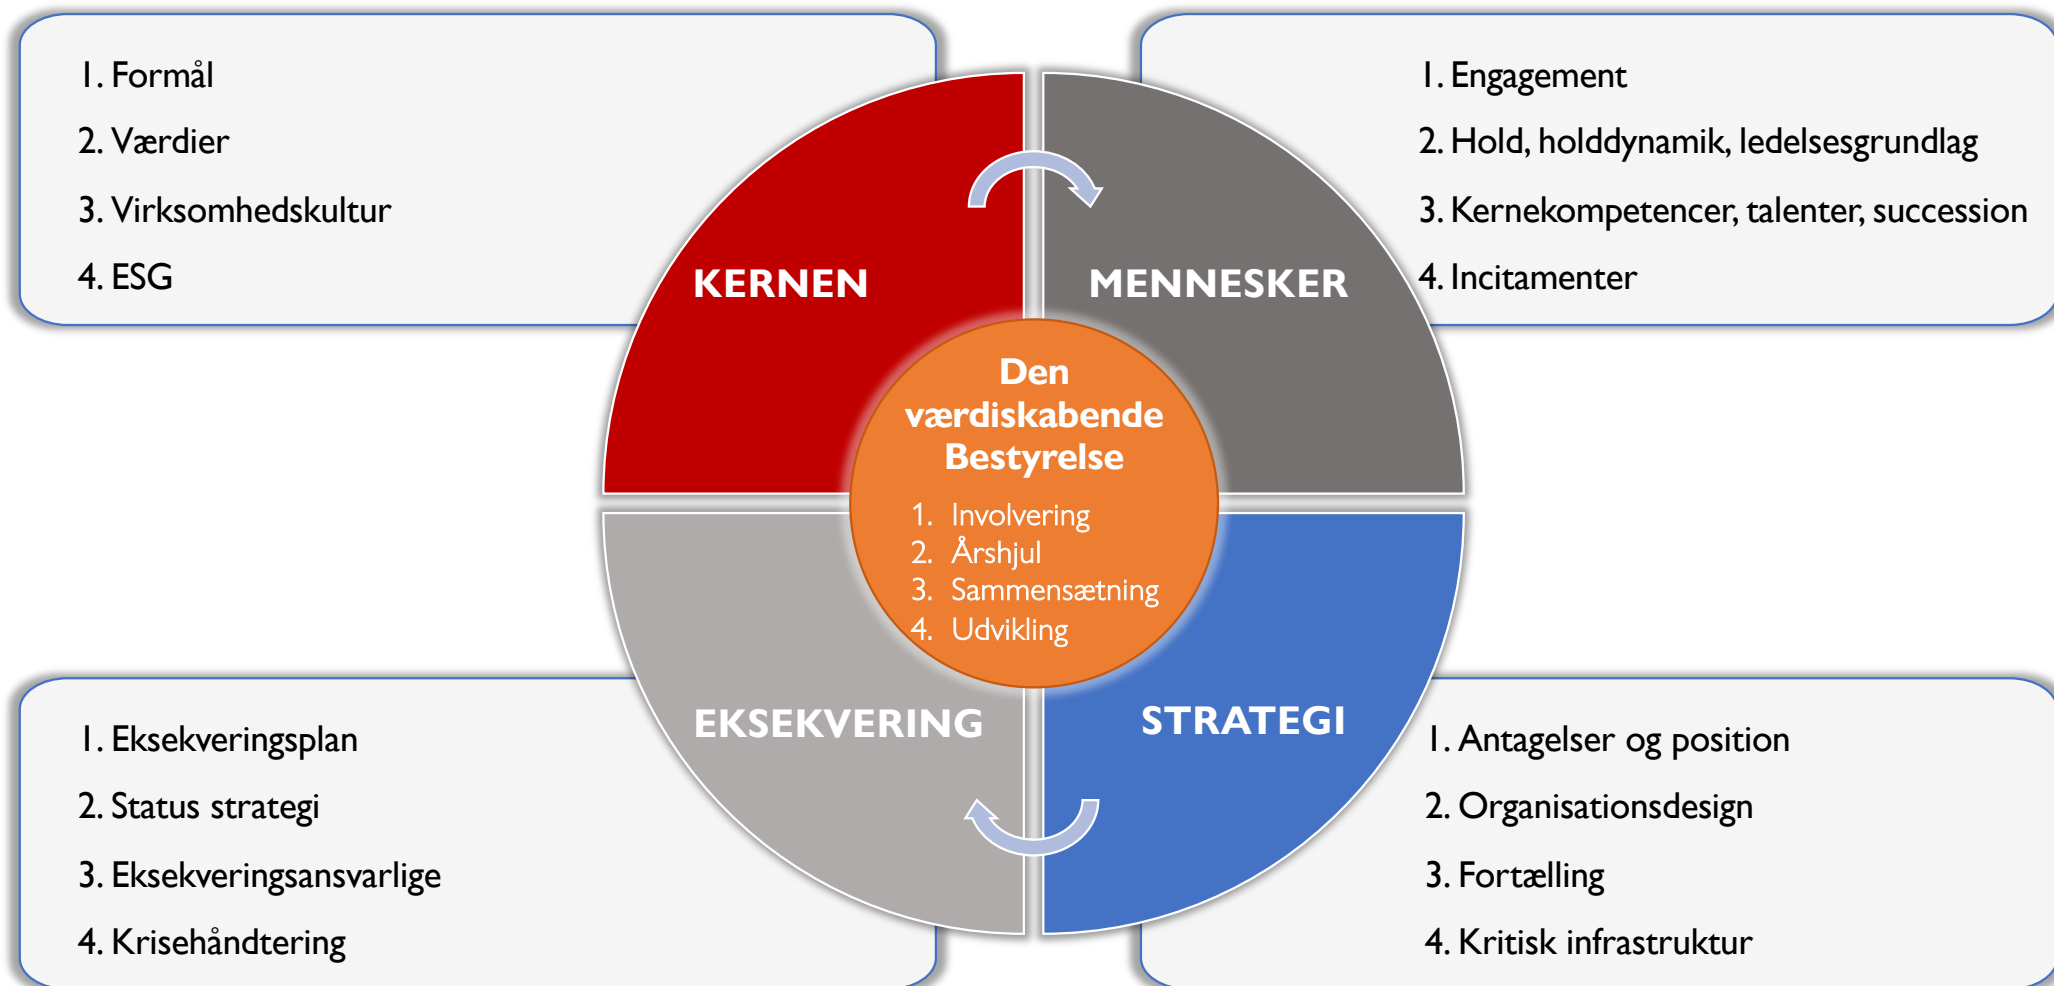 1. Formål
2. Værdier
3. Virksomhedskultur
4. ESG
1. Engagement
2. Hold, holddynamik, ledelsesgrundlag
3. Kernekompetencer, talenter, succession
4. Incitamenter
KERNEN
MENNESKER
Den
værdiskabende
Bestyrelse
1. Involvering
2. Årshjul
3. Sammensætning
4. Udvikling
EKSEKVERING
STRATEGI
1. Eksekveringsplan
2. Status strategi
3. Eksekveringsansvarlige
4. Krisehåndtering
1. Antagelser og position
2. Organisationsdesign
3. Fortælling
4. Kritisk infrastruktur